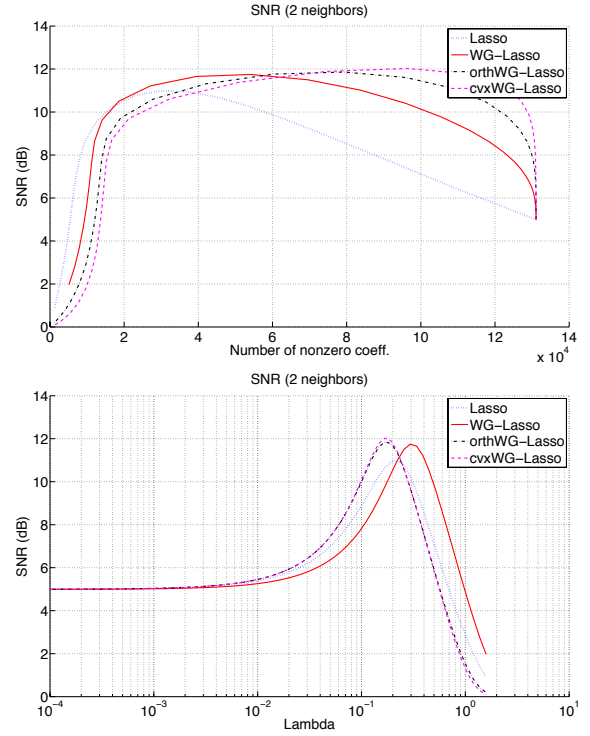 SNR (2 neighbors)
14
12
10
8
6
4
2
0
SNR (dB)
0 2 4 6 8 10 12 14
x 10^4
Number of nonzero coeff.
Lasso
WG-Lasso
orthWG-Lasso
cvxWG-Lasso
SNR (2 neighbors)
14
12
10
8
6
4
2
0
SNR (dB)
10^-4 10^-3 10^-2 10^-1 10^0 10^1
Lambda
Lasso
WG-Lasso
orthWG-Lasso
cvxWG-Lasso